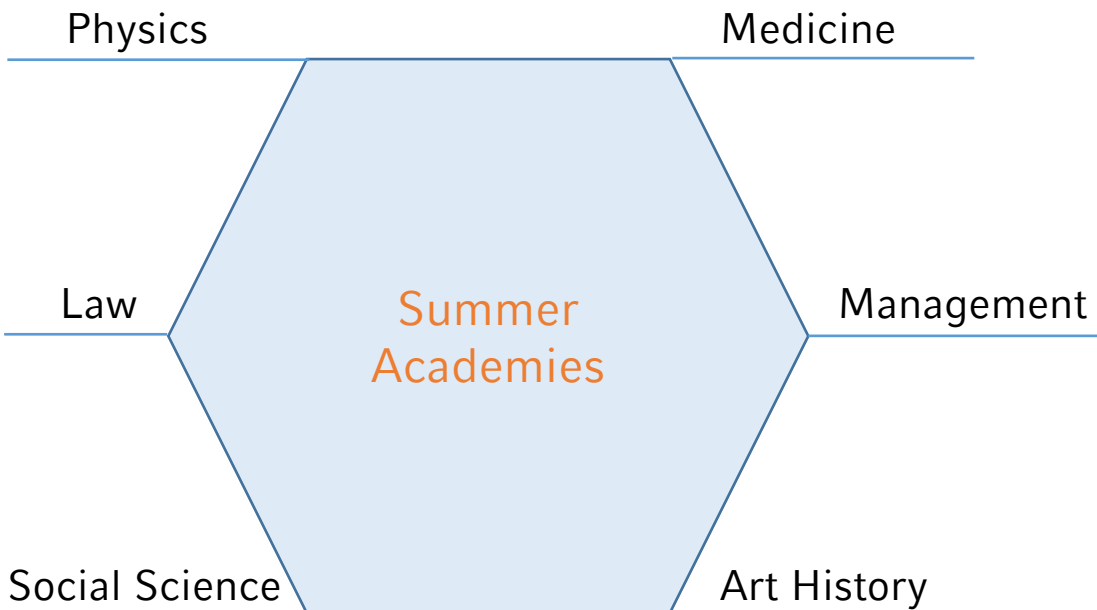 Physics
Medicine
Law
Summer
Academies
Management
Social Science
Art History